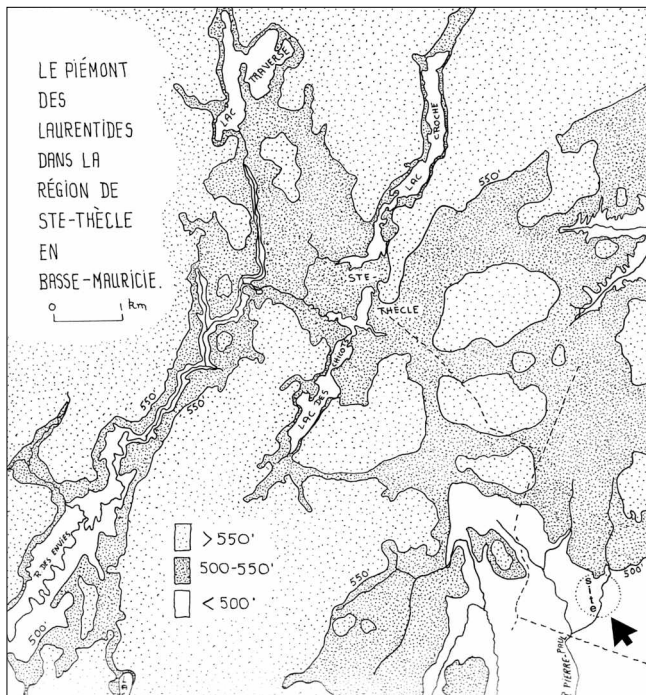 LE PIÉMONT
DES
LAURENTIDES
DANS LA
RÉGION DE
STE-THÈCLE
EN
BASSE-MAURICIE.
0 1 km
LAC TRAVERSE
LAC CROCHE
550'
STE-
THÈCLE
LAC DES CHICOTS
550'
550'
R. DES ENVIES
500'
> 550'
500-550'
< 500'
550'
500'
site
PIERRE-PAUL